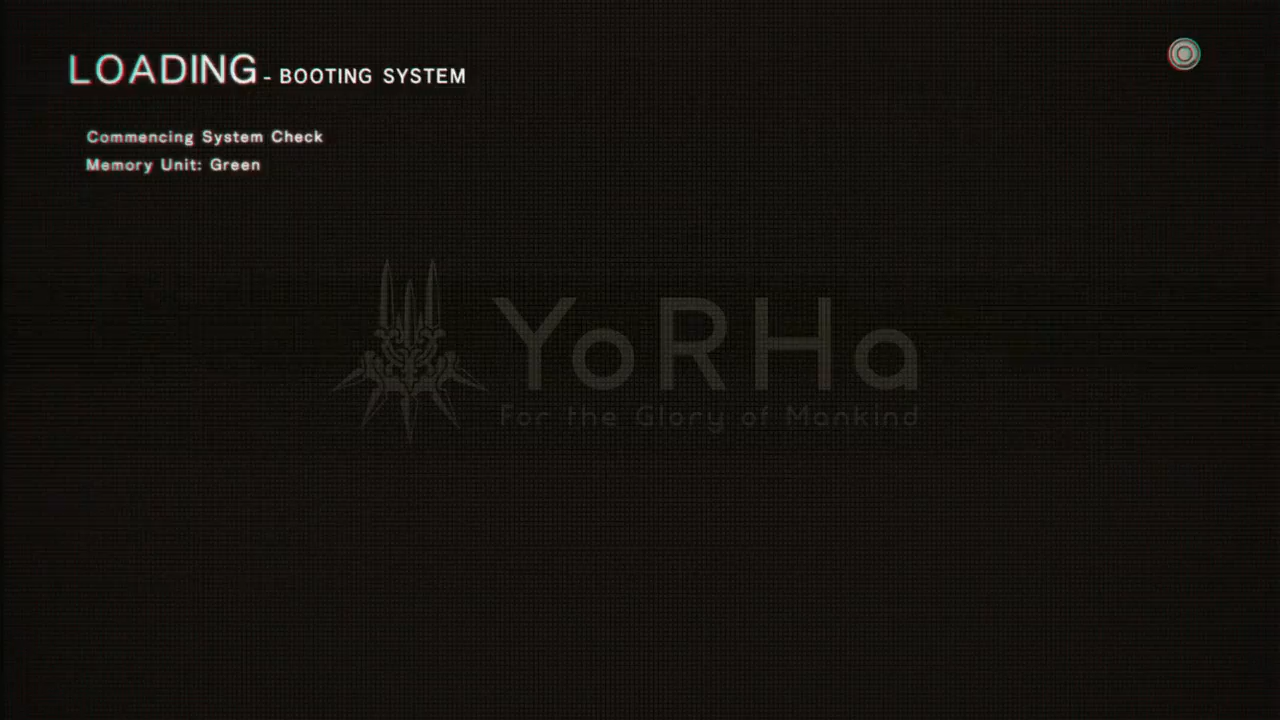 LOADING - BOOTING SYSTEM
Commencing System Check
Memory Unit: Green
YoRHa
For the Glory of Mankind